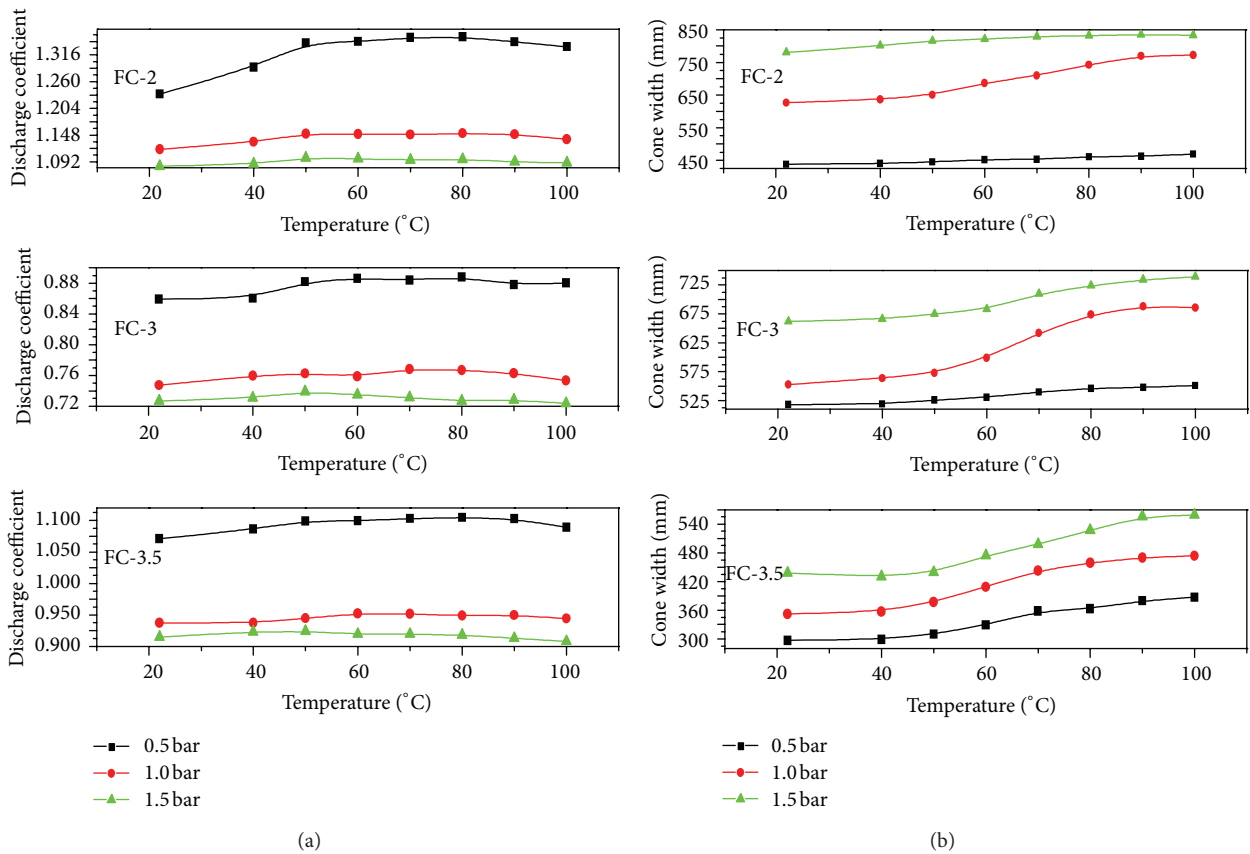 Discharge coefficient
1.316
1.260
1.204
1.148
1.092
FC-2
20 40 60 80 100
Temperature (°C)
Discharge coefficient
0.88
0.84
0.80
0.76
0.72
FC-3
20 40 60 80 100
Temperature (°C)
Discharge coefficient
1.100
1.050
1.000
0.950
0.900
FC-3.5
20 40 60 80 100
Temperature (°C)
0.5 bar
1.0 bar
1.5 bar
(a)
Cone width (mm)
850
750
650
550
450
FC-2
20 40 60 80 100
Temperature (°C)
Cone width (mm)
725
675
575
525
FC-3
20 40 60 80 100
Temperature (°C)
Cone width (mm)
540
480
420
360
300
FC-3.5
20 40 60 80 100
Temperature (°C)
0.5 bar
1.0 bar
1.5 bar
(b)